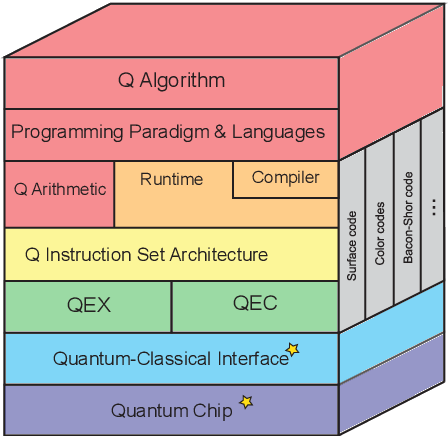 Q Algorithm
Programming Paradigm & Languages
Q Arithmetic
Runtime
Compiler
Q Instruction Set Architecture
QEX
QEC
Quantum-Classical Interface
Quantum Chip
Surface code
Color codes
Bacon-Shor code
...